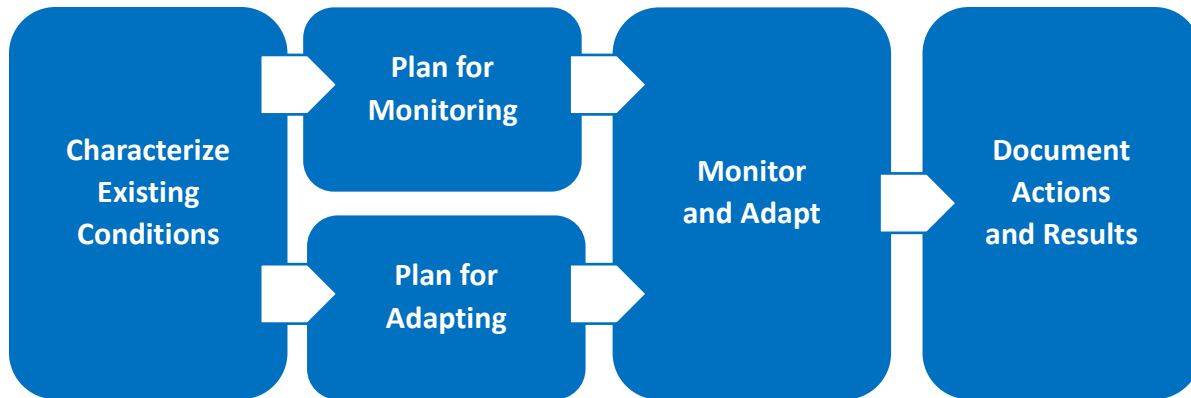 Characterize
Existing
Conditions
Plan for
Monitoring
Plan for
Adapting
Monitor
and Adapt
Document
Actions
and Results